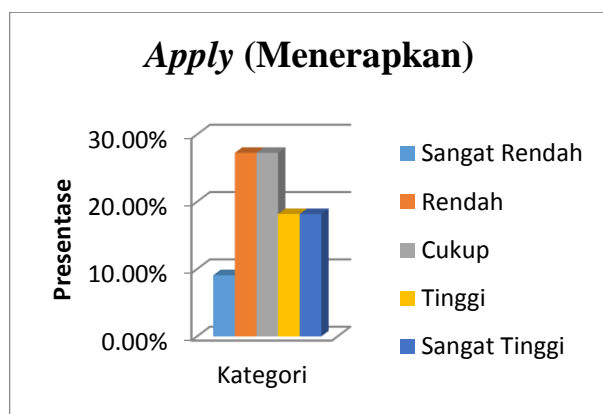 Apply (Menerapkan)
30.00%
20.00%
10.00%
0.00%
Presentase
Kategori
Sangat Rendah
Rendah
Cukup
Tinggi
Sangat Tinggi